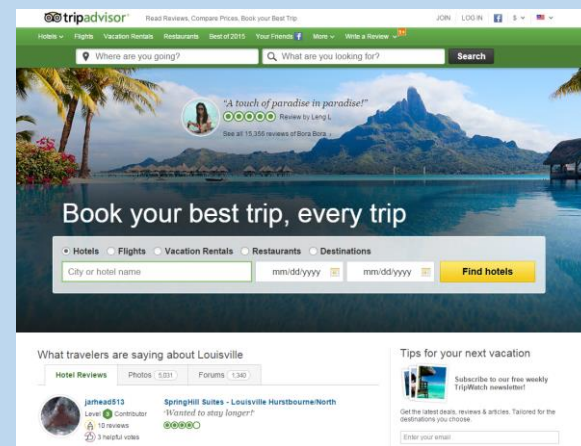 tripadvisor Read Reviews, Compare Prices, Book your Best Trip JOIN LOG IN $
Hotels Flights Vacation Rentals Restaurants Best of 2015 Your Friends More Write a Review
Where are you going? What are you looking for? Search
"A touch of paradise in paradise!"
Review by Leng L
See all 15,356 reviews of Bora Bora
Book your best trip, every trip
Hotels Flights Vacation Rentals Restaurants Destinations
City or hotel name mm/dd/yyyy mm/dd/yyyy Find hotels
What travelers are saying about Louisville
Hotel Reviews Photos Forums 1,340
jarhead513
Level 3 Contributor
10 reviews
3 helpful votes
SpringHill Suites - Louisville Hurstbourne/North
"Wanted to stay longer!"
Tips for your next vacation
Subscribe to our free weekly
TripWatch newsletter!
Get the latest deals, reviews & articles. Tailored for the
destinations you choose.
Enter your email